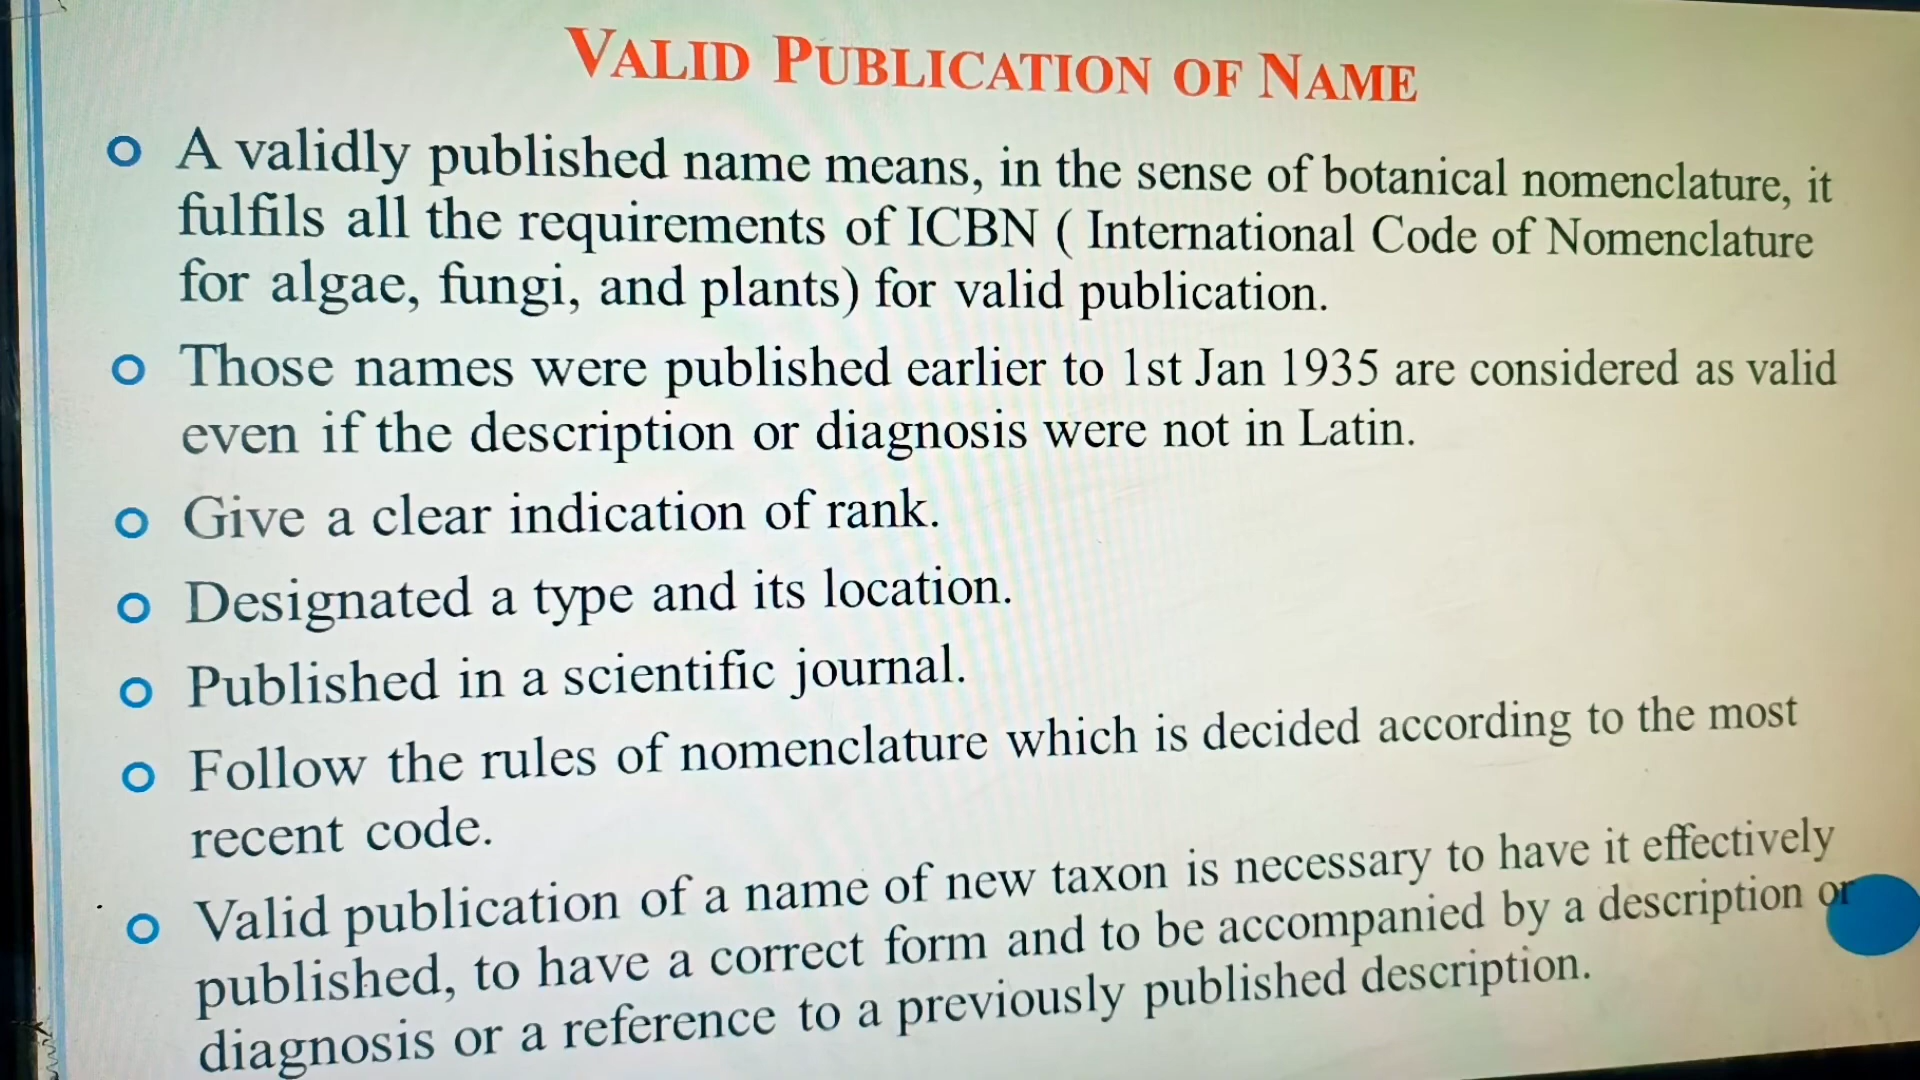 VALID PUBLICATION OF NAME
A validly published name means, in the sense of botanical nomenclature, it
fulfils all the requirements of ICBN ( International Code of Nomenclature
for algae, fungi, and plants) for valid publication.
Those names were published earlier to 1st Jan 1935 are considered as valid
even if the description or diagnosis were not in Latin.
Give a clear indication of rank.
Designated a type and its location.
Published in a scientific journal.
Follow the rules of nomenclature which is decided according to the most
recent code.
Valid publication of a name of new taxon is necessary to have it effectively
published, to have a correct form and to be accompanied by a description or
diagnosis or a reference to a previously published description.